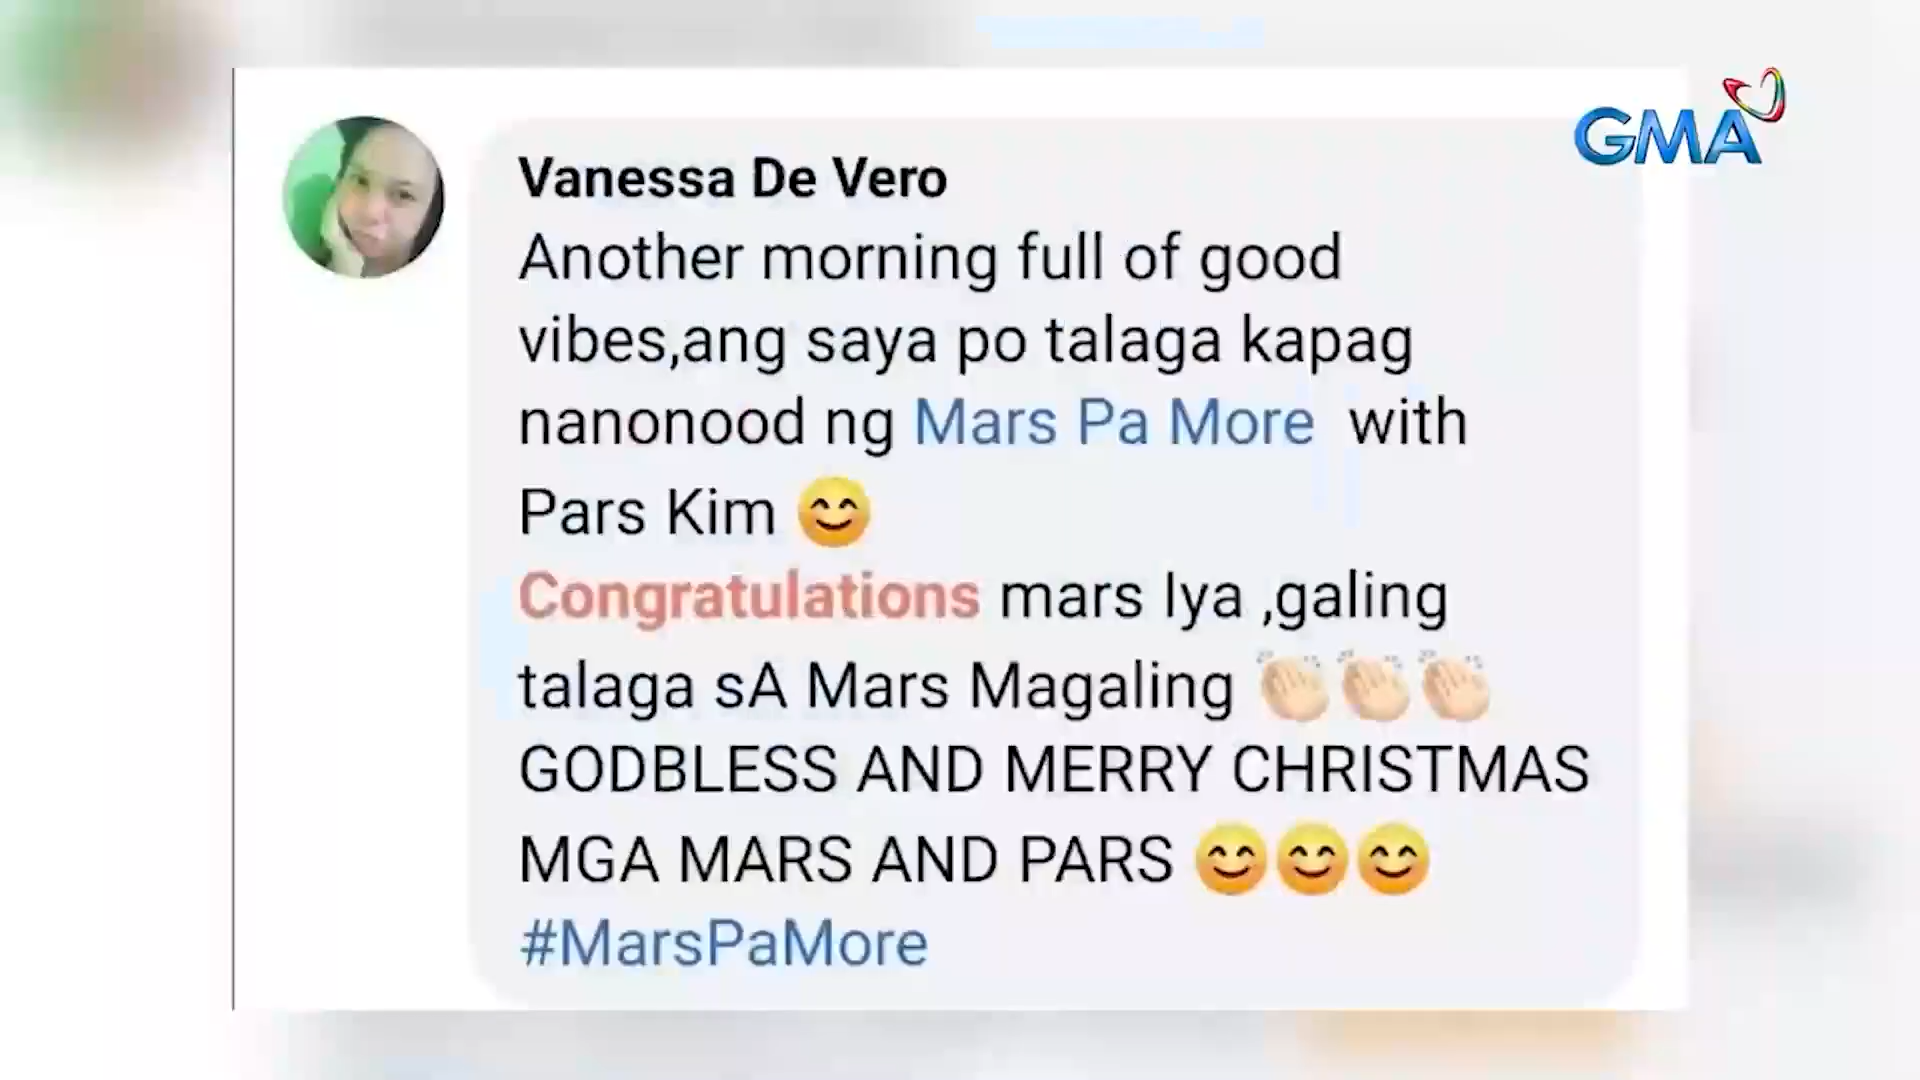 GMA
Vanessa De Vero
Another morning full of good
vibes,ang saya po talaga kapag
nanonood ng Mars Pa More with
Pars Kim 😊
Congratulations mars Iya ,galing
talaga sA Mars Magaling 👏🏻👏🏻👏🏻
GODBLESS AND MERRY CHRISTMAS
MGA MARS AND PARS 😊😊😊
#MarsPaMore